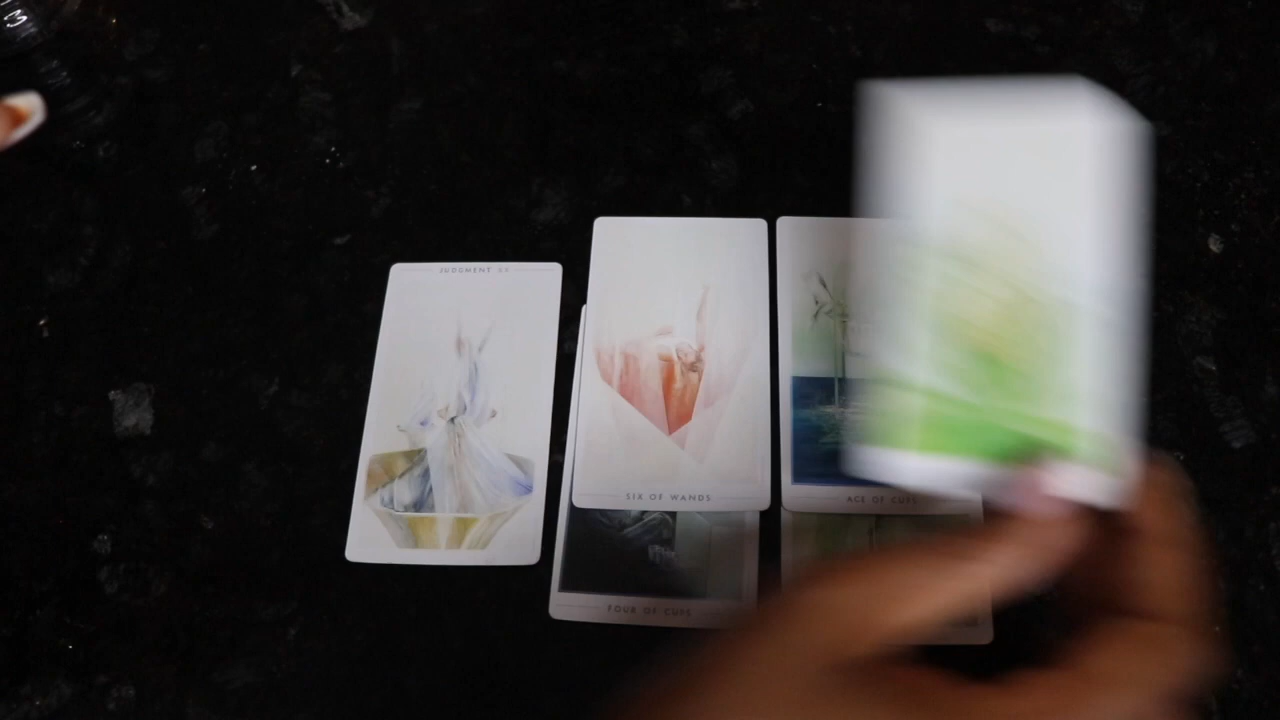 JUDGMENT XX
SIX OF WANDS
ACE OF CUPS
FOUR OF CUPS